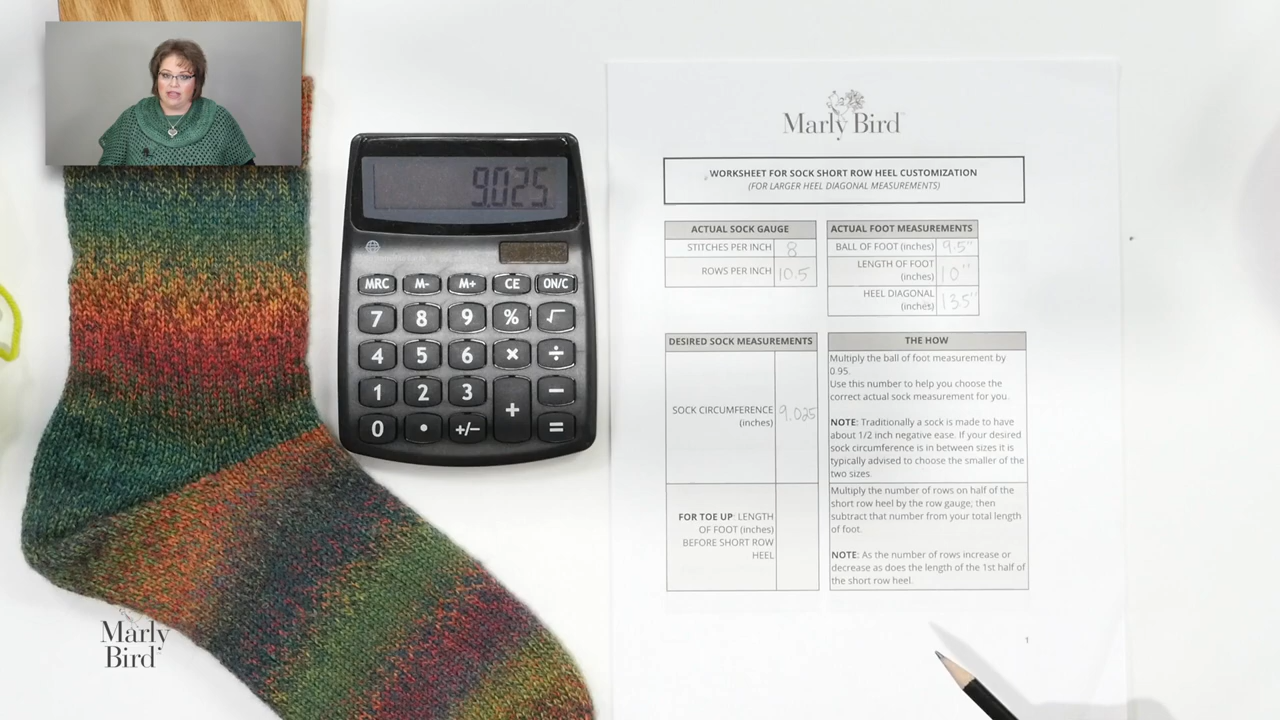 9.025
MRC M- M+ CE ON/C
7 8 9 % √
4 5 6 × ÷
1 2 3 + −
0 • +/− =
Marly Bird
WORKSHEET FOR SOCK SHORT ROW HEEL CUSTOMIZATION
(FOR LARGER HEEL DIAGONAL MEASUREMENTS)
ACTUAL SOCK GAUGE
STITCHES PER INCH 8
ROWS PER INCH 10.5
ACTUAL FOOT MEASUREMENTS
BALL OF FOOT (inches) 9.5"
LENGTH OF FOOT
(inches) 10"
HEEL DIAGONAL
(inches) 13.5"
DESIRED SOCK MEASUREMENTS
SOCK CIRCUMFERENCE
(inches) 9.025
THE HOW
Multiply the ball of foot measurement by
0.95.
Use this number to help you choose the
correct actual sock measurement for you.
NOTE: Traditionally a sock is made to have
about 1/2 inch negative ease. If your desired
sock circumference is in between sizes it is
typically advised to choose the smaller of the
two sizes.
FOR TOE UP: LENGTH
OF FOOT (inches)
BEFORE SHORT ROW
HEEL
Multiply the number of rows on half of the
short row heel by the row gauge, then
subtract that number from your total length
of foot.
NOTE: As the number of rows increase or
decrease as does the length of the 1st half of
the short row heel.
1
Marly
Bird